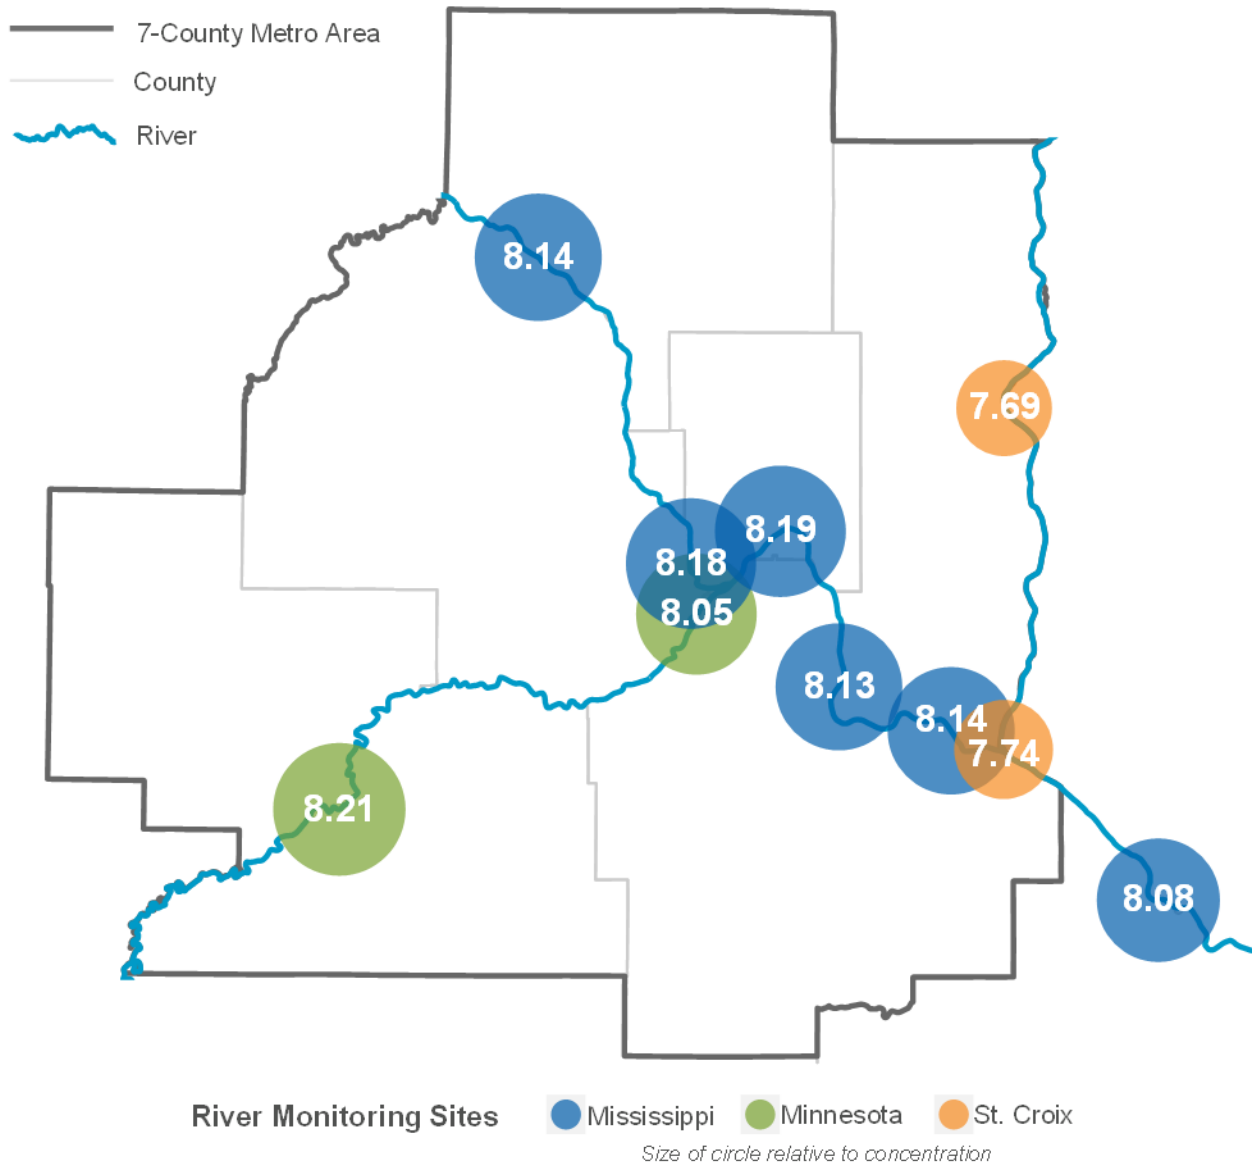 7-County Metro Area
County
River
8.14
7.69
8.19
8.18
8.05
8.13
8.14
7.74
8.21
8.08
River Monitoring Sites Mississippi Minnesota St. Croix
Size of circle relative to concentration